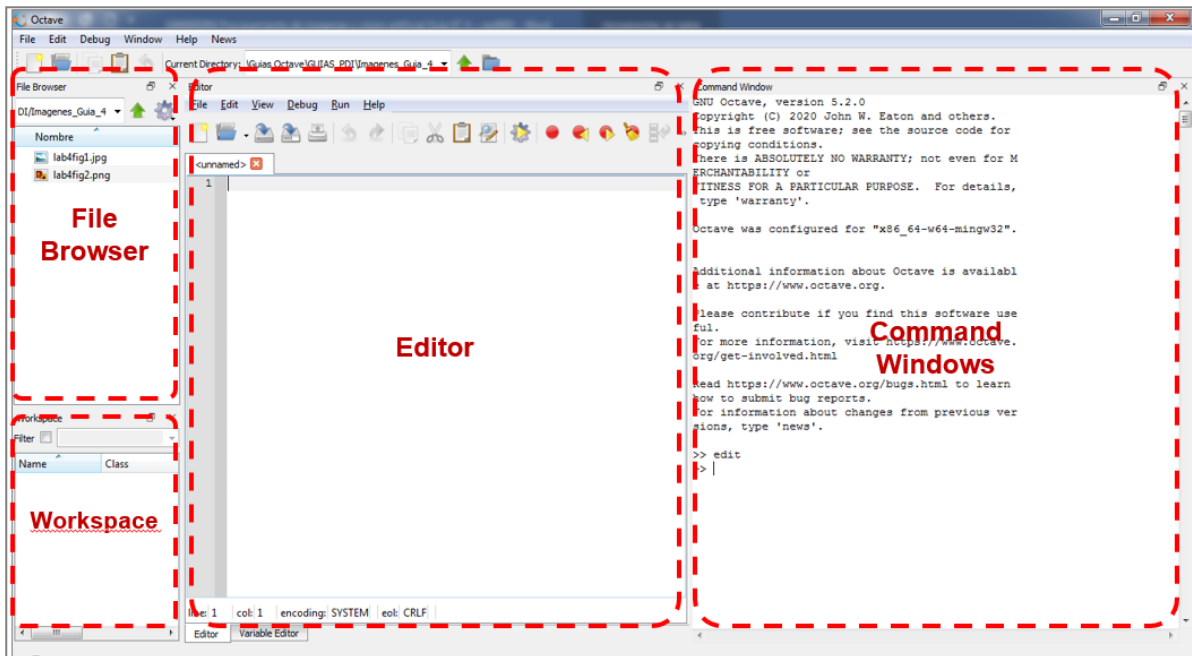 Octave
File Edit Debug Window Help News
Current Directory: \Guias Octave\GUIAS_PDI\Imagenes_Guia_4
File Browser
DI/Imagenes_Guia_4
Nombre
lab4fig1.jpg
lab4fig2.png
File
Browser
Workspace
Filter
Name Class
Workspace
Editor
File Edit View Debug Run Help
<unnamed>
1
Editor
line: 1 col: 1 encoding: SYSTEM eol: CRLF
Editor Variable Editor
Command Window
GNU Octave, version 5.2.0
Copyright (C) 2020 John W. Eaton and others.
This is free software; see the source code for
copying conditions.
There is ABSOLUTELY NO WARRANTY; not even for M
ERCHANTABILITY or
FITNESS FOR A PARTICULAR PURPOSE. For details,
type 'warranty'.
Octave was configured for "x86_64-w64-mingw32".
Additional information about Octave is availabl
e at https://www.octave.org.
Please contribute if you find this software use
ful.
For more information, visit https://www.octave.
org/get-involved.html
Read https://www.octave.org/bugs.html to learn
how to submit bug reports.
For information about changes from previous ver
sions, type 'news'.
>> edit
>>
Command
Windows